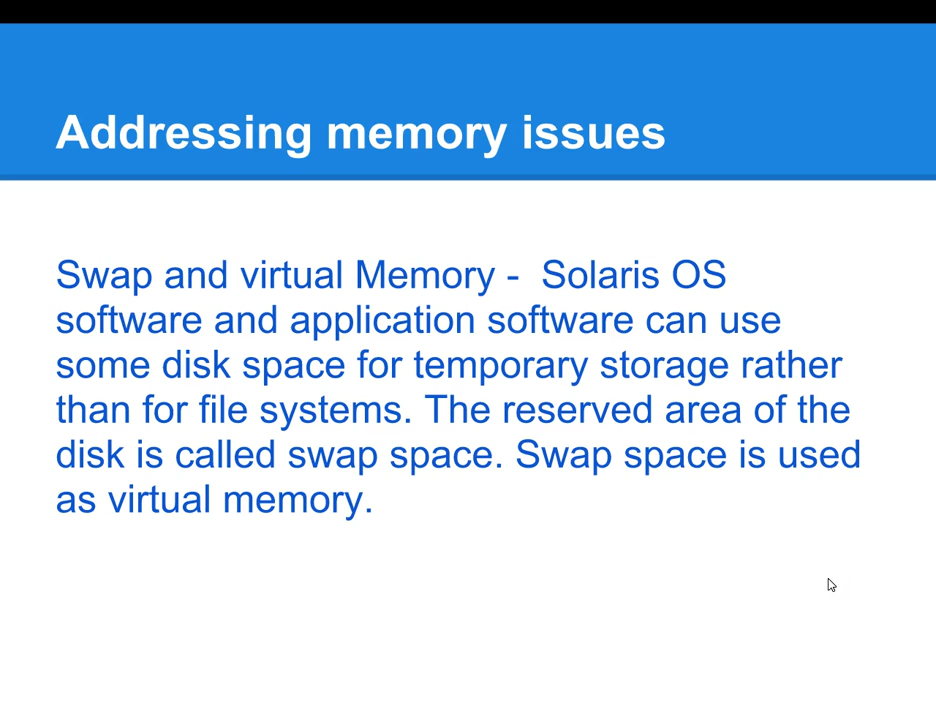 Addressing memory issues
Swap and virtual Memory -  Solaris OS
software and application software can use
some disk space for temporary storage rather
than for file systems. The reserved area of the
disk is called swap space. Swap space is used
as virtual memory.